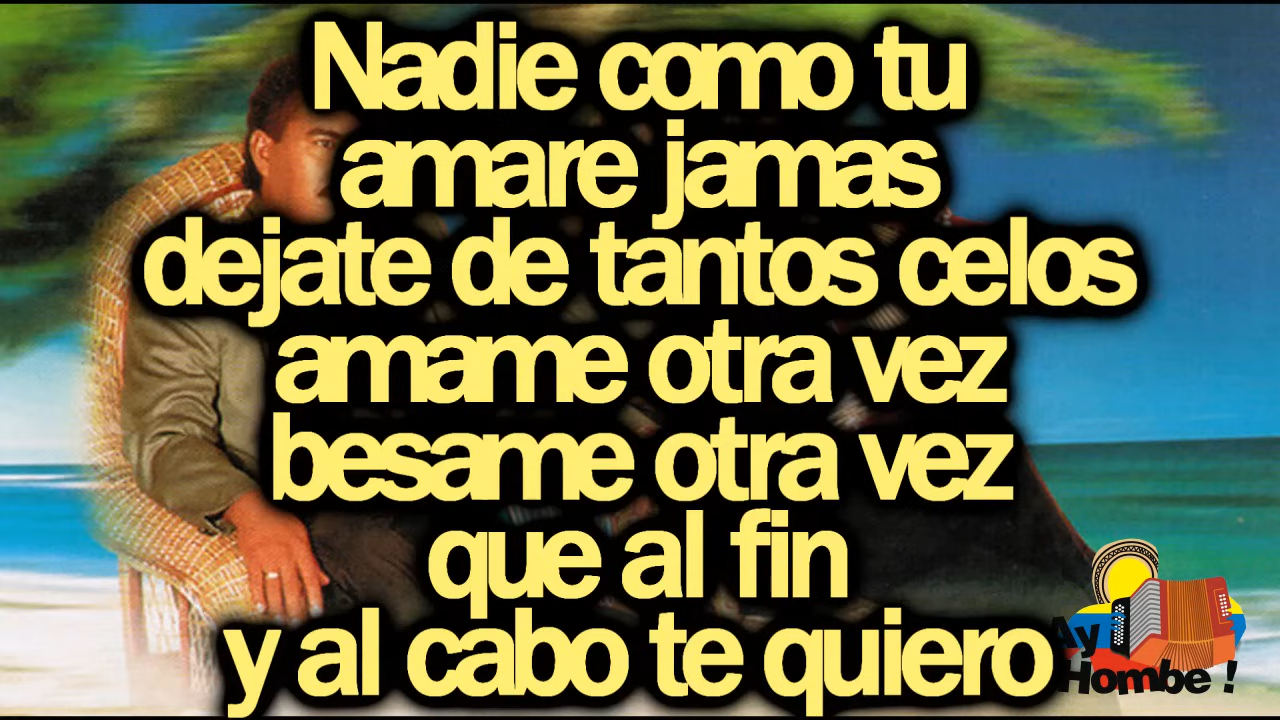 Nadie como tu
amare jamas
dejate de tantos celos
amame otra vez
besame otra vez
que al fin
y al cabo te quiero
Ay
Hombe !